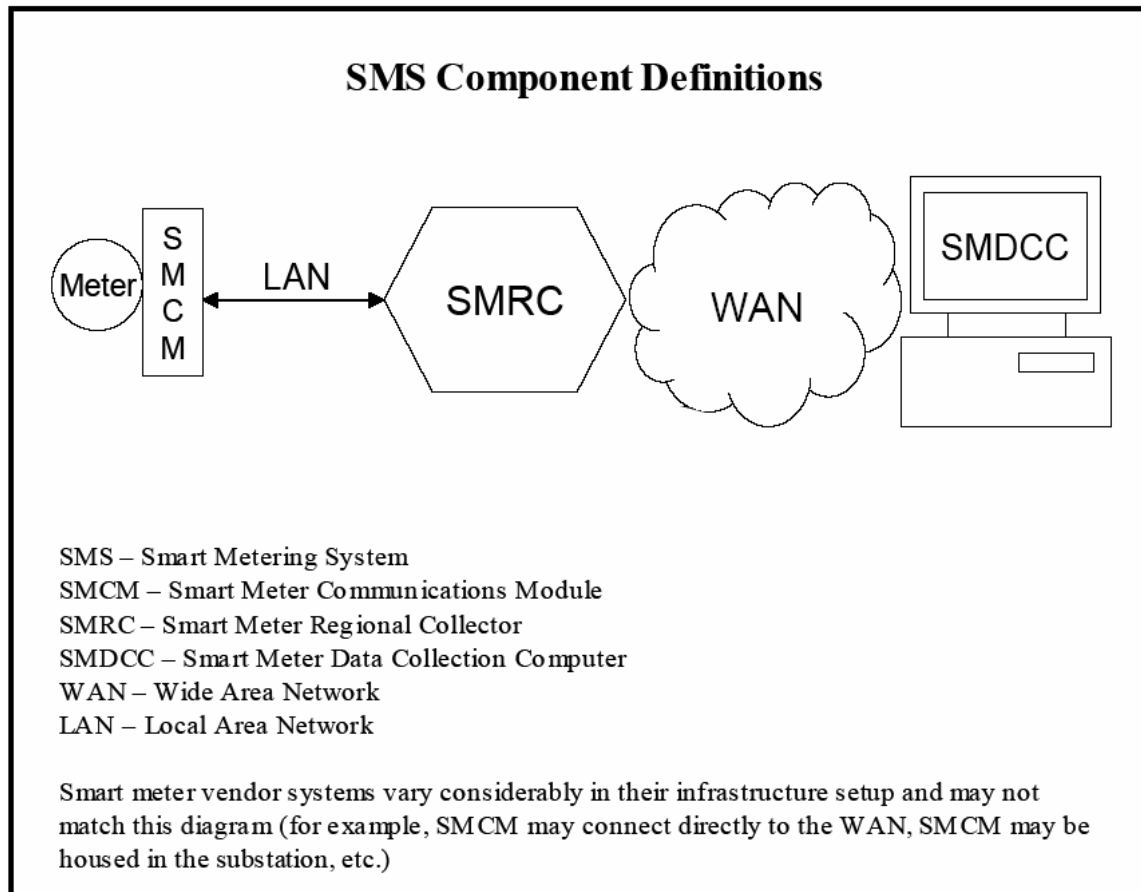 SMS Component Definitions
Meter
S
M
C
M
LAN
SMRC
WAN
SMDCC
SMS – Smart Metering System
SMCM – Smart Meter Communications Module
SMRC – Smart Meter Regional Collector
SMDCC – Smart Meter Data Collection Computer
WAN – Wide Area Network
LAN – Local Area Network
Smart meter vendor systems vary considerably in their infrastructure setup and may not
match this diagram (for example, SMCM may connect directly to the WAN, SMCM may be
housed in the substation, etc.)